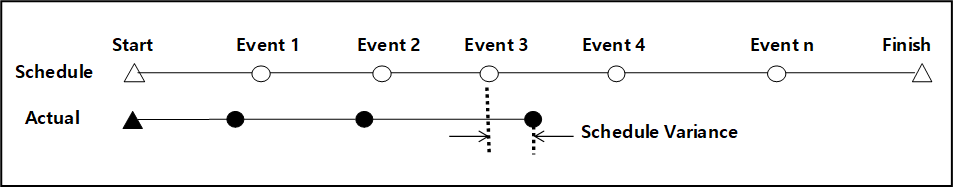 Start Event 1 Event 2 Event 3 Event 4 Event n Finish
Schedule
Actual
Schedule Variance